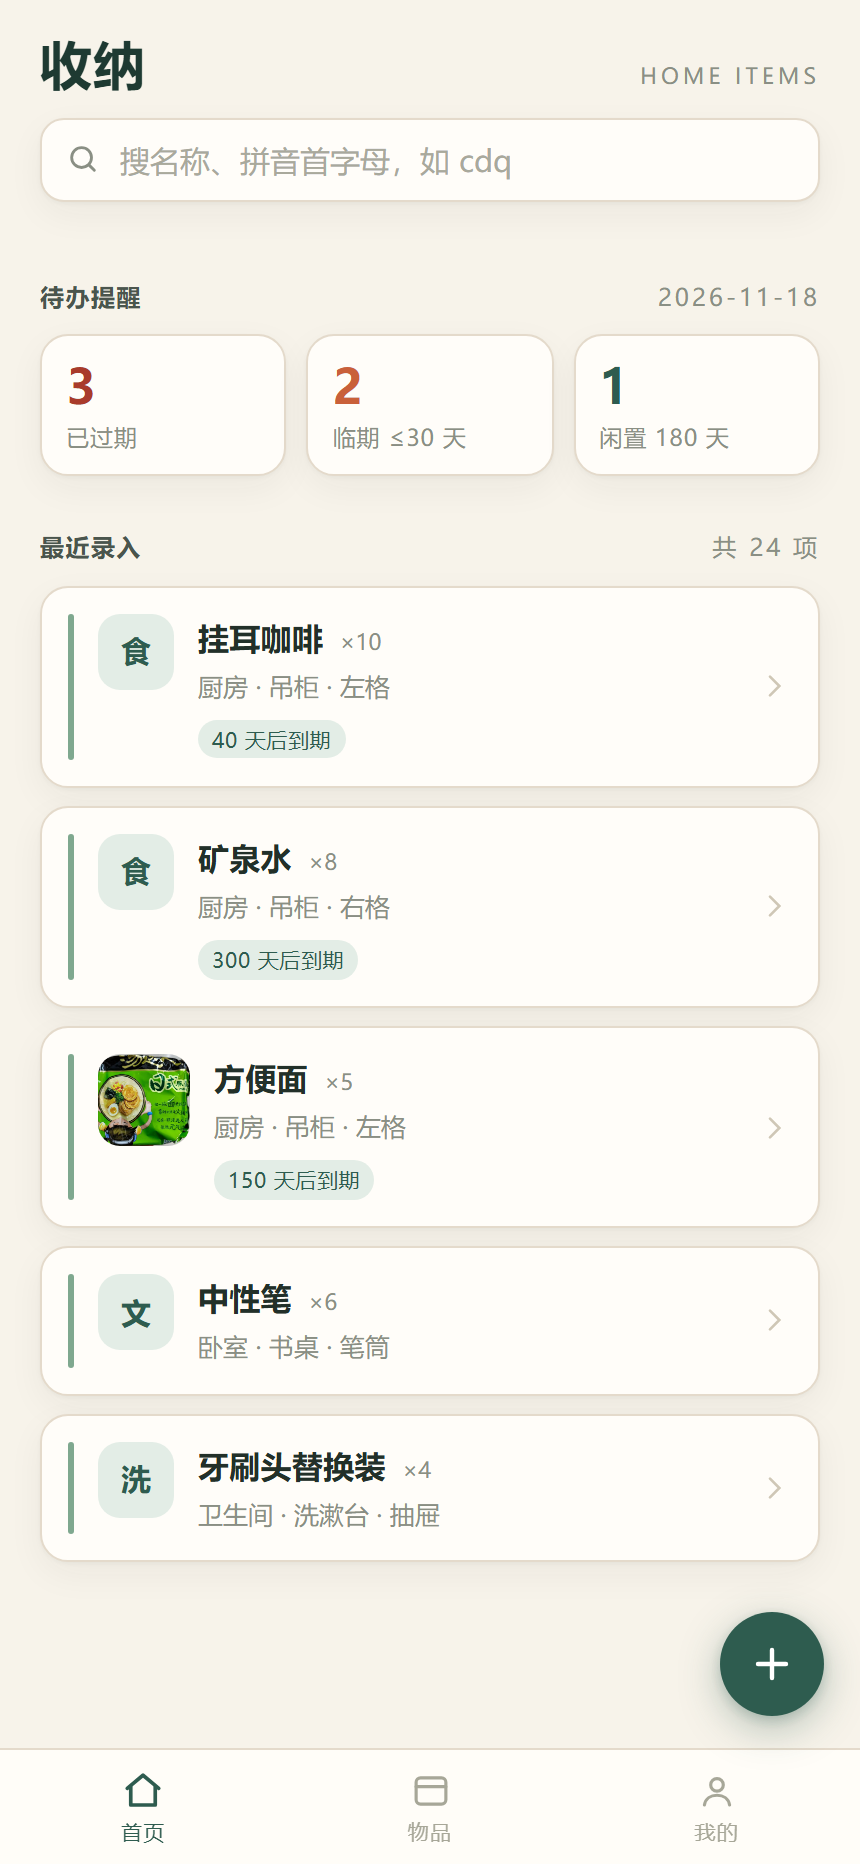 收纳
HOME ITEMS
搜名称、拼音首字母，如 cdq
待办提醒
2026-11-18
3
已过期
2
临期 ≤30 天
1
闲置 180 天
最近录入
共 24 项
食
挂耳咖啡 ×10
厨房 · 吊柜 · 左格
40 天后到期
食
矿泉水 ×8
厨房 · 吊柜 · 右格
300 天后到期
方便面 ×5
厨房 · 吊柜 · 左格
150 天后到期
文
中性笔 ×6
卧室 · 书桌 · 笔筒
洗
牙刷头替换装 ×4
卫生间 · 洗漱台 · 抽屉
首页
物品
我的